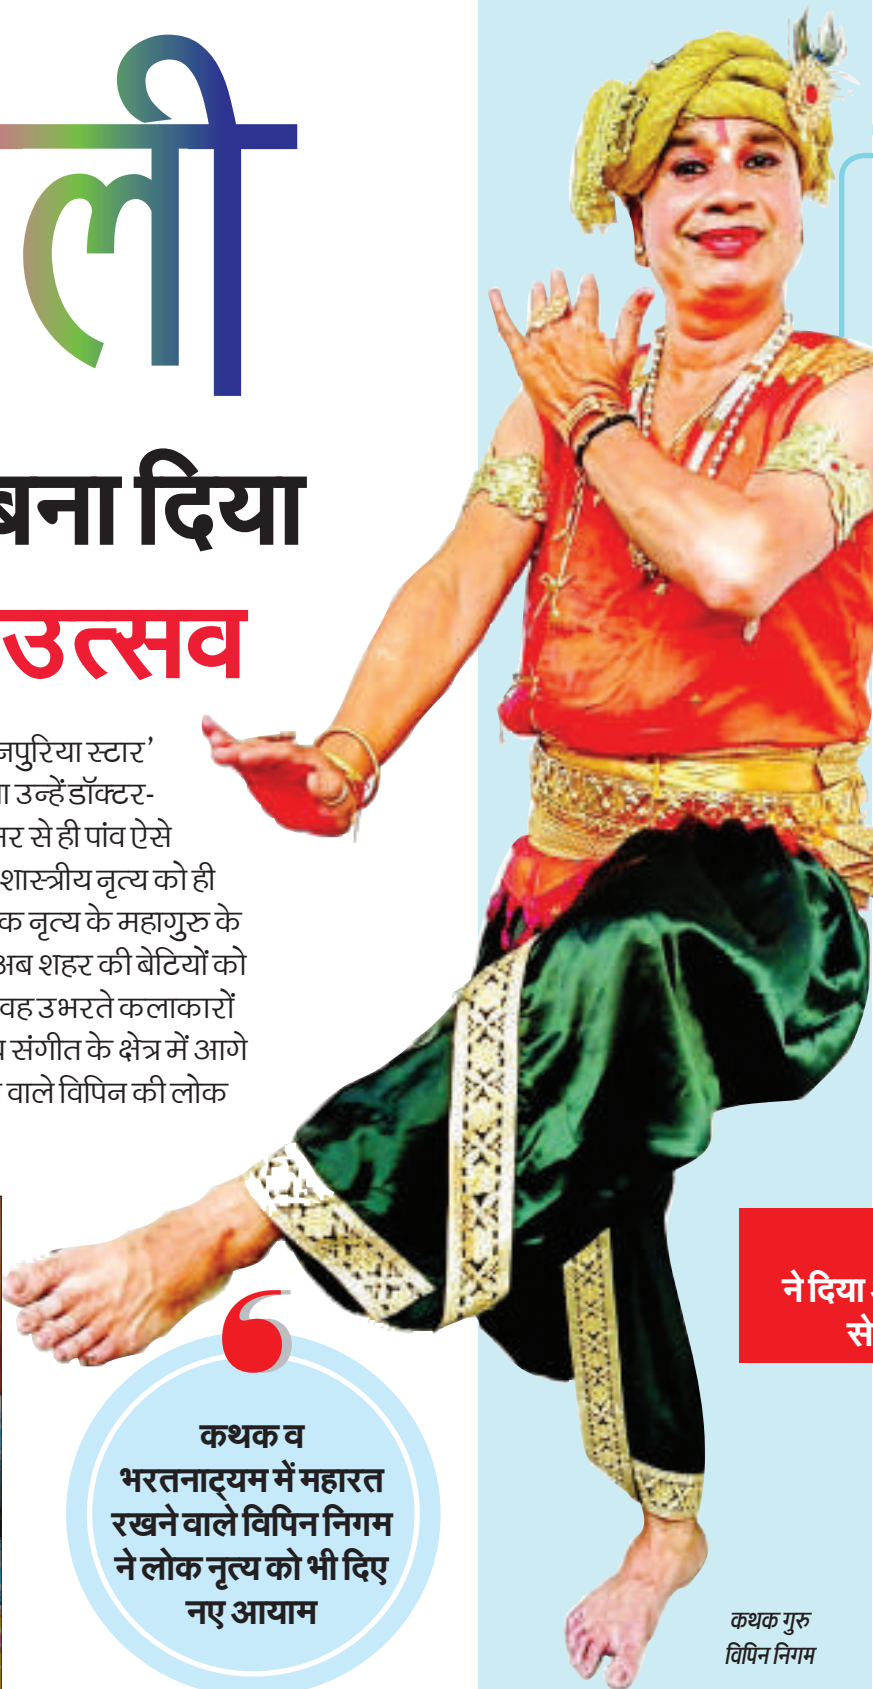 ली
बना दिया
उत्सव
नपुरिया स्टार’
उन्हें डॉक्टर-
से ही पांव ऐसे
शास्त्रीय नृत्य को ही
नृत्य के महागुरु के
अब शहर की बेटियों को
वह उभरते कलाकारों
संगीत के क्षेत्र में आगे
वाले विपिन की लोक
ने दिया
से
कथक व
भरतनाट्यम में महारत
रखने वाले विपिन निगम
ने लोक नृत्य को भी दिए
नए आयाम
कथक गुरु
विपिन निगम